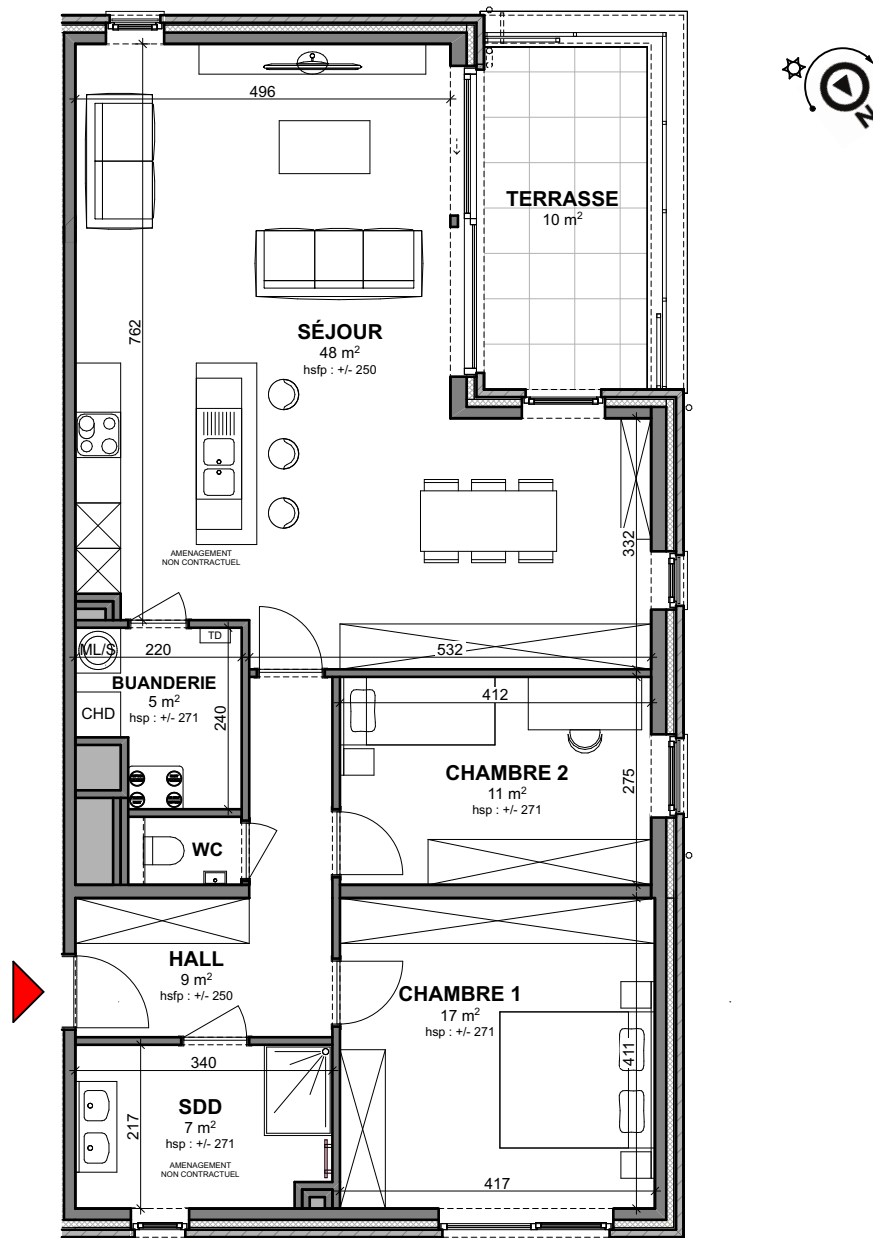 496
N
TERRASSE
10 m²
762
SÉJOUR
48 m²
hsfp : +/- 250
AMENAGEMENT
NON CONTRACTUEL
332
TD
ML/S
220
532
BUANDERIE
5 m²
hsp : +/- 271
CHD
240
412
CHAMBRE 2
11 m²
hsp : +/- 271
275
WC
HALL
9 m²
hsfp : +/- 250
CHAMBRE 1
17 m²
hsp : +/- 271
411
340
SDD
7 m²
hsp : +/- 271
217
AMENAGEMENT
NON CONTRACTUEL
417